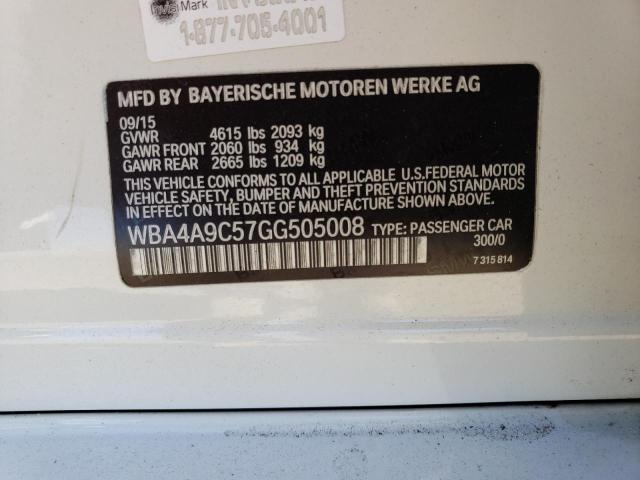 Mark
1-877-705-4001
MFD BY BAYERISCHE MOTOREN WERKE AG
09/15
GVWR 4615 lbs 2093 kg
GAWR FRONT 2060 lbs 934 kg
GAWR REAR 2665 lbs 1209 kg
THIS VEHICLE CONFORMS TO ALL APPLICABLE U.S.FEDERAL MOTOR
VEHICLE SAFETY, BUMPER, AND THEFT PREVENTION STANDARDS
IN EFFECT ON THE DATE OF MANUFACTURE SHOWN ABOVE.
WBA4A9C57GG505008 TYPE: PASSENGER CAR
300/0
7 315 814